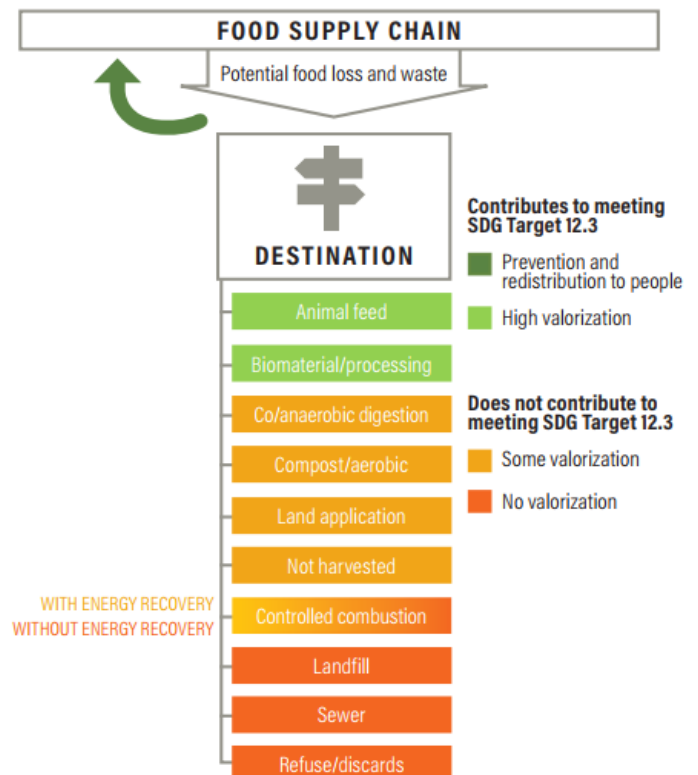 FOOD SUPPLY CHAIN
Potential food loss and waste
DESTINATION
Contributes to meeting
SDG Target 12.3
Prevention and
redistribution to people
High valorization
Does not contribute to
meeting SDG Target 12.3
Some valorization
No valorization
Animal feed
Biomaterial/processing
Co/anaerobic digestion
Compost/aerobic
Land application
Not harvested
WITH ENERGY RECOVERY
WITHOUT ENERGY RECOVERY
Controlled combustion
Landfill
Sewer
Refuse/discards